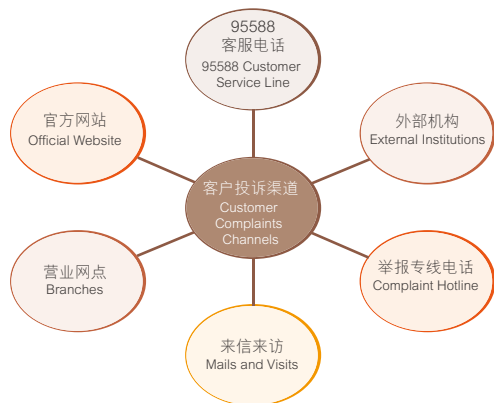 95588
客服电话
95588 Customer
Service Line
官方网站
Official Website
外部机构
External Institutions
客户投诉渠道
Customer
Complaints
Channels
营业网点
Branches
举报专线电话
Complaint Hotline
来信来访
Mails and Visits